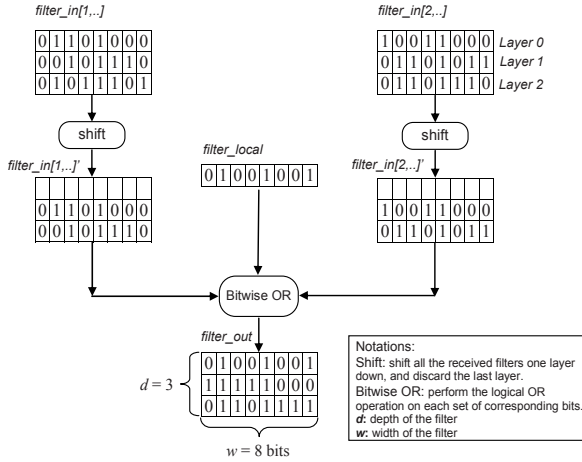 filter_in[1,..]
0 1 1 0 1 0 0 0
0 0 1 0 1 1 1 0
0 1 0 1 1 1 0 1
shift
filter_in[1,..]'
0 1 1 0 1 0 0 0
0 0 1 0 1 1 1 0
filter_in[2,..]
1 0 0 1 1 0 0 0 Layer 0
0 1 1 0 1 0 1 1 Layer 1
0 1 1 0 1 1 1 0 Layer 2
shift
filter_in[2,..]'
1 0 0 1 1 0 0 0
0 1 1 0 1 0 1 1
filter_local
0 1 0 0 1 0 0 1
Bitwise OR
filter_out
0 1 0 0 1 0 0 1
1 1 1 1 1 0 0 0
0 1 1 0 1 1 1 1
d = 3
w = 8 bits
Notations:
Shift: shift all the received filters one layer
down, and discard the last layer.
Bitwise OR: perform the logical OR
operation on each set of corresponding bits.
d: depth of the filter
w: width of the filter